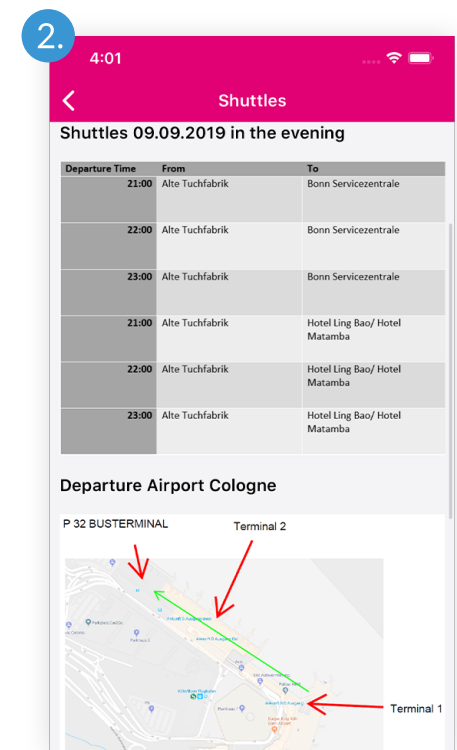 2.
4:01
Shuttles
Shuttles 09.09.2019 in the evening
Departure Time From To
21:00 Alte Tuchfabrik Bonn Servicezentrale
22:00 Alte Tuchfabrik Bonn Servicezentrale
23:00 Alte Tuchfabrik Bonn Servicezentrale
21:00 Alte Tuchfabrik Hotel Ling Bao/ Hotel
Matamba
22:00 Alte Tuchfabrik Hotel Ling Bao/ Hotel
Matamba
23:00 Alte Tuchfabrik Hotel Ling Bao/ Hotel
Matamba
Departure Airport Cologne
P 32 BUSTERMINAL
Terminal 2
Terminal 1